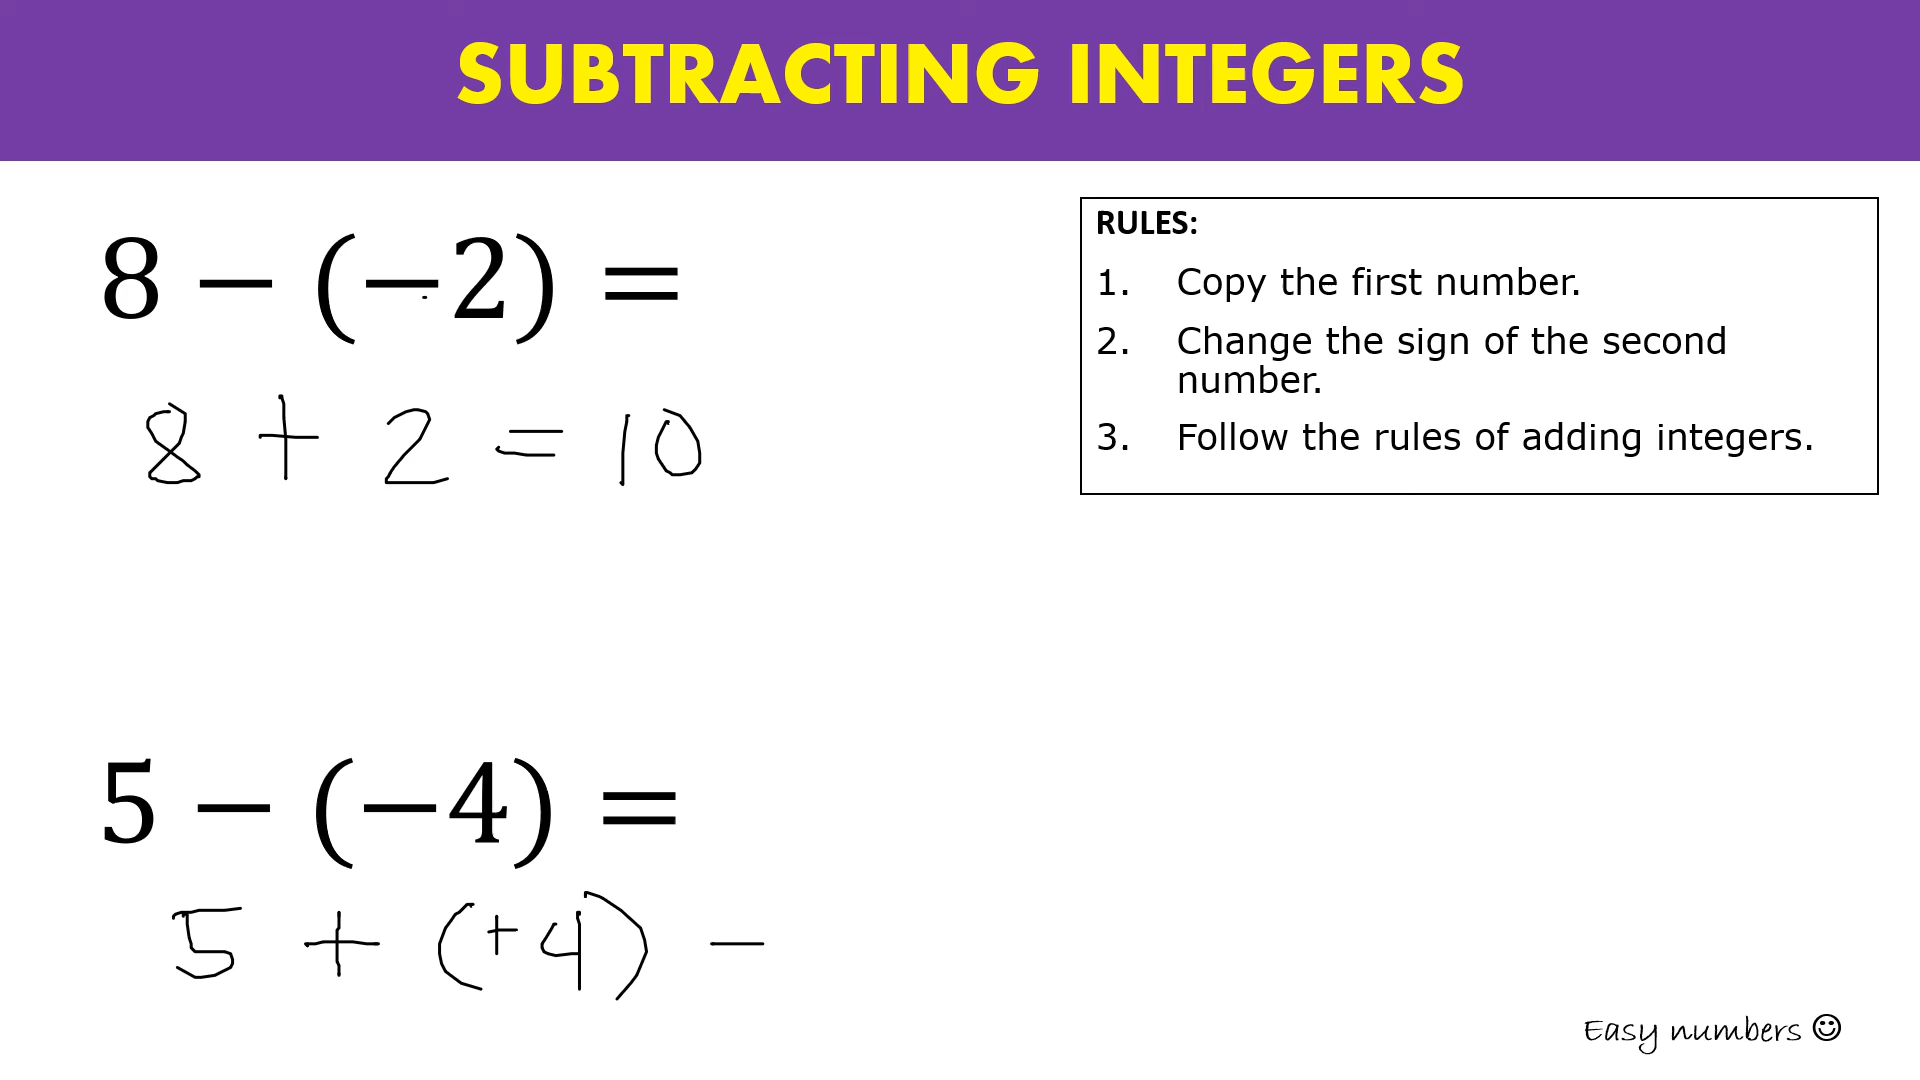 SUBTRACTING INTEGERS
8 − (−2) =
8 + 2 = 10
RULES:
1. Copy the first number.
2. Change the sign of the second
number.
3. Follow the rules of adding integers.
5 − (−4) =
5 + (+4) −
Easy numbers ☺